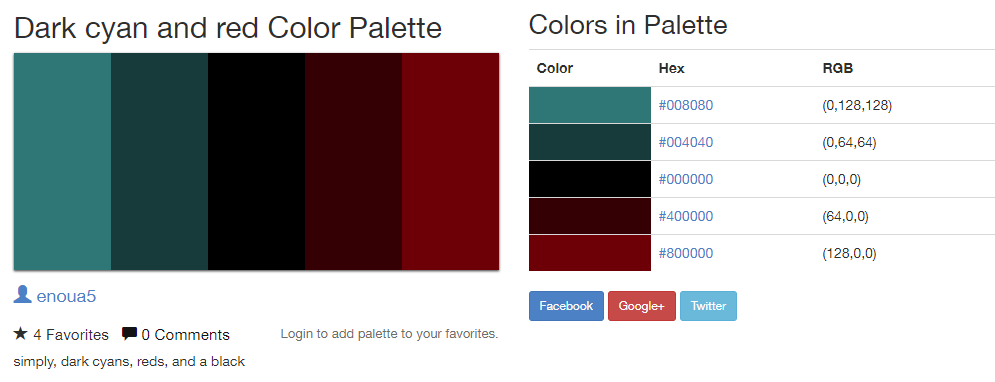 Dark cyan and red Color Palette
enoua5
4 Favorites 0 Comments Login to add palette to your favorites.
simply, dark cyans, reds, and a black
Colors in Palette
Color Hex RGB
#008080 (0,128,128)
#004040 (0,64,64)
#000000 (0,0,0)
#400000 (64,0,0)
#800000 (128,0,0)
Facebook Google+ Twitter